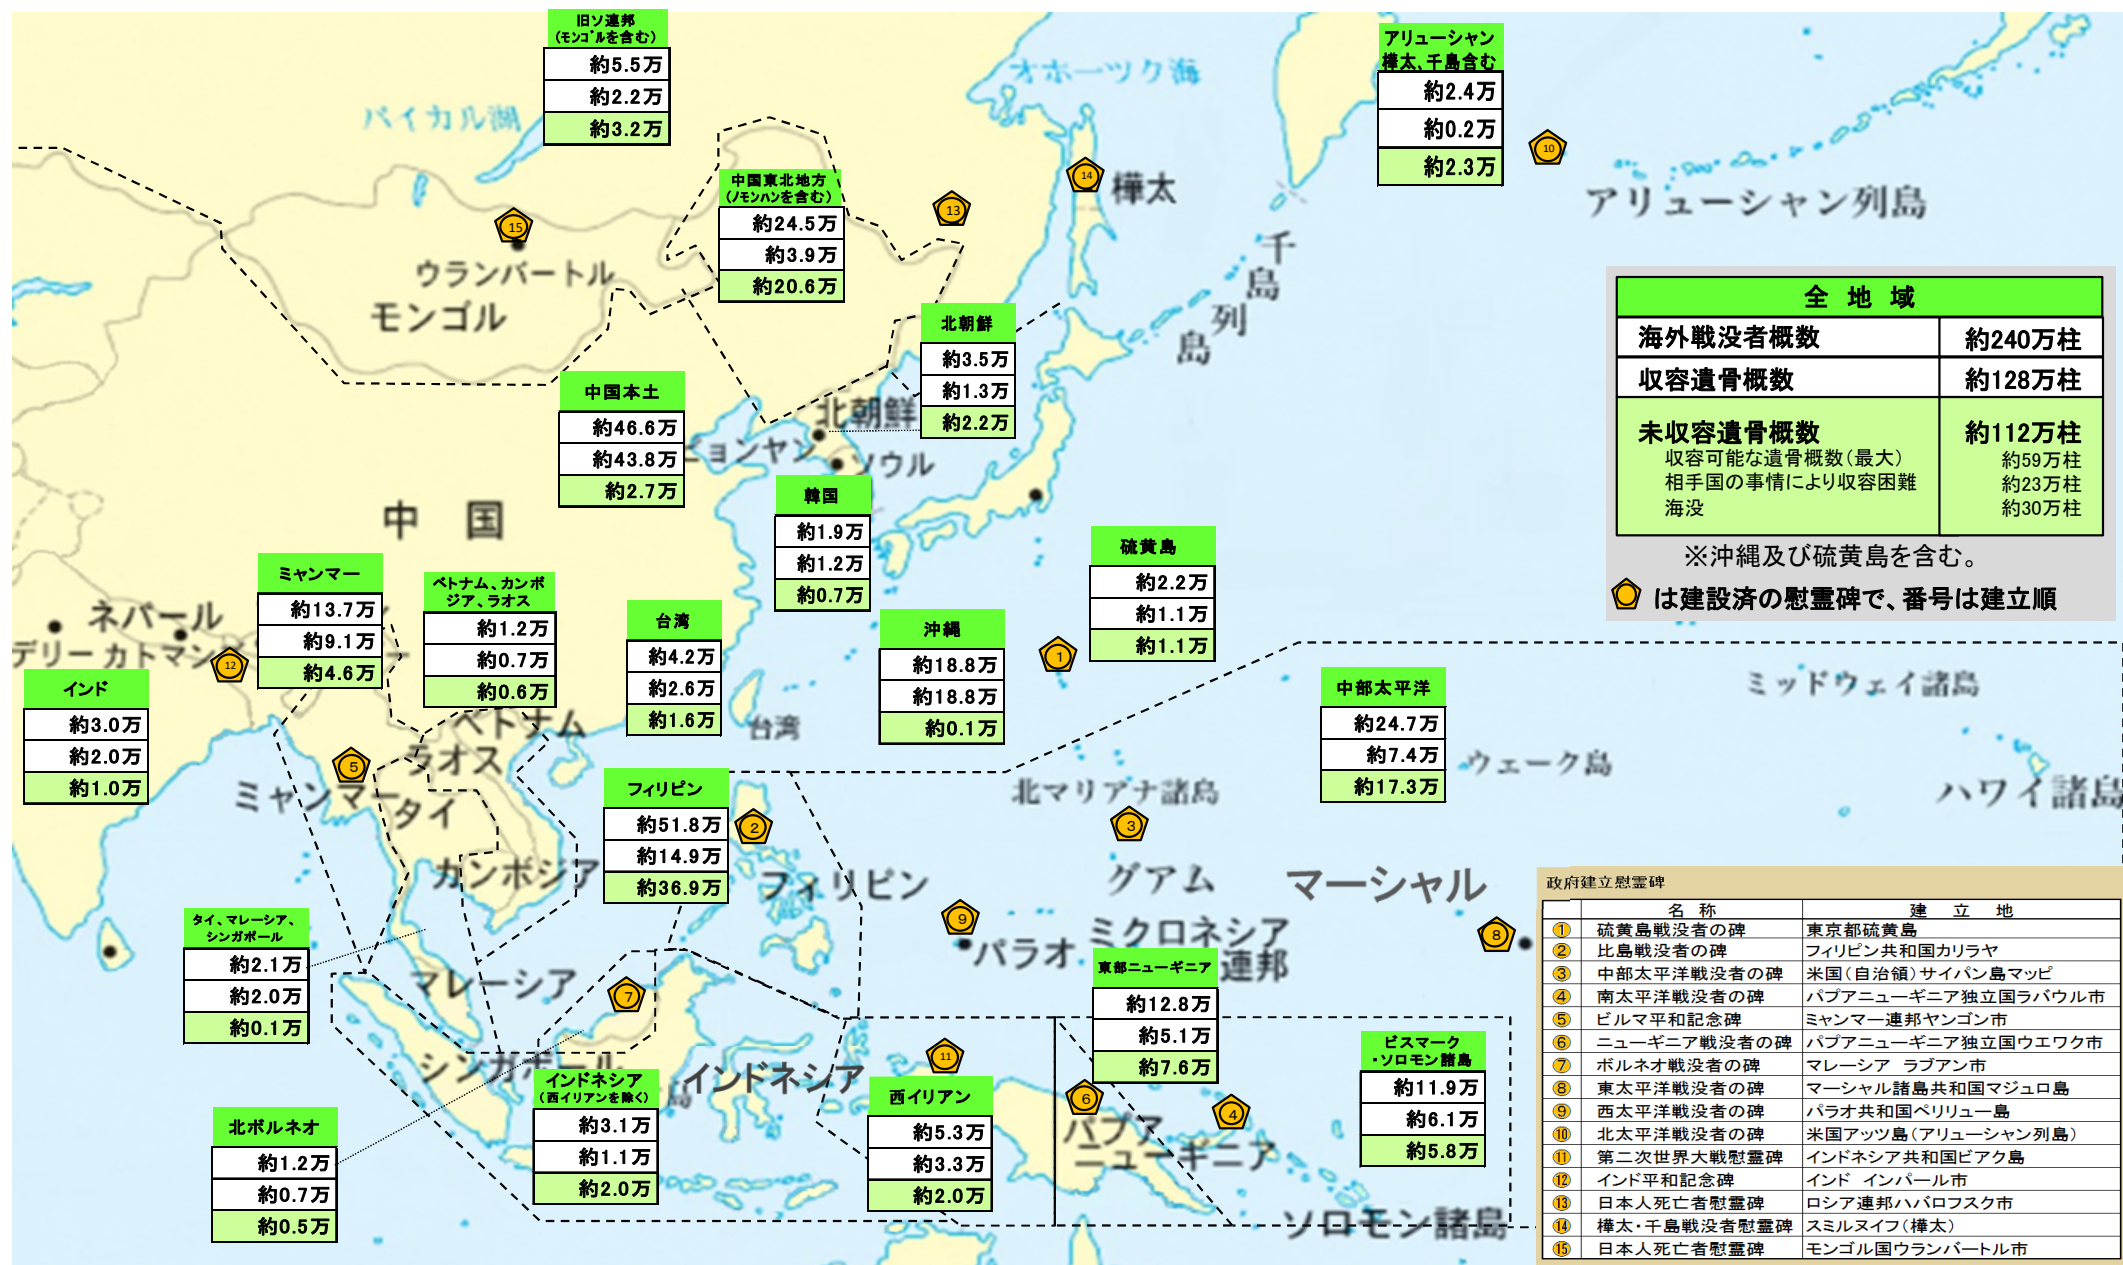 旧ソ連邦
(モンゴルを含む)
約5.5万
約2.2万
約3.2万
アリューシャン
樺太、千島含む
約2.4万
約0.2万
約2.3万
オホーツク海
バイカル湖
10
14
樺太
アリューシャン列島
中国東北地方
(ノモンハンを含む)
約24.5万
約3.9万
約20.6万
13
15
ウランバートル
モンゴル
千島列島
全地域
海外戦没者概数 約240万柱
収容遺骨概数 約128万柱
未収容遺骨概数 約112万柱
収容可能な遺骨概数(最大) 約59万柱
相手国の事情により収容困難 約23万柱
海没 約30万柱
※沖縄及び硫黄島を含む。
は建設済の慰霊碑で、番号は建立順
北朝鮮
約3.5万
約1.3万
約2.2万
中国本土
約46.6万
約43.8万
約2.7万
北朝鮮
ピョンヤン
ソウル
韓国
約1.9万
約1.2万
約0.7万
中国
硫黄島
約2.2万
約1.1万
約1.1万
1
ミャンマー
約13.7万
約9.1万
約4.6万
ベトナム、カンボ
ジア、ラオス
約1.2万
約0.7万
約0.6万
台湾
約4.2万
約2.6万
約1.6万
沖縄
約18.8万
約18.8万
約0.1万
ネパール
デリー
カトマン
12
インド
約3.0万
約2.0万
約1.0万
中部太平洋
約24.7万
約7.4万
約17.3万
ミッドウェイ諸島
ウェーク島
ハワイ諸島
台湾
ベトナム
ラオス
5
ミャンマー
タイ
カンボジア
フィリピン
約51.8万
約14.9万
約36.9万
2
フィリピン
北マリアナ諸島
3
グアム
マーシャル
8
9
パラオ
ミクロネシア
連邦
タイ、マレーシア、
シンガポール
約2.1万
約2.0万
約0.1万
マレーシア
7
シンガポール
東部ニューギニア
約12.8万
約5.1万
約7.6万
ビスマーク
・ソロモン諸島
約11.9万
約6.1万
約5.8万
インドネシア
(西イリアンを除く)
約3.1万
約1.1万
約2.0万
島
インドネシア
11
西イリアン
約5.3万
約3.3万
約2.0万
6
4
パプア
ニューギニア
ソロモン諸島
北ボルネオ
約1.2万
約0.7万
約0.5万
政府建立慰霊碑
名称 建立地
① 硫黄島戦没者の碑 東京都硫黄島
② 比島戦没者の碑 フィリピン共和国カリラヤ
③ 中部太平洋戦没者の碑 米国(自治領)サイパン島マッピ
④ 南太平洋戦没者の碑 パプアニューギニア独立国ラバウル市
⑤ ビルマ平和記念碑 ミャンマー連邦ヤンゴン市
⑥ ニューギニア戦没者の碑 パプアニューギニア独立国ウエワク市
⑦ ボルネオ戦没者の碑 マレーシア ラブアン市
⑧ 東太平洋戦没者の碑 マーシャル諸島共和国マジュロ島
⑨ 西太平洋戦没者の碑 パラオ共和国ペリリュー島
⑩ 北太平洋戦没者の碑 米国アッツ島(アリューシャン列島)
⑪ 第二次世界大戦慰霊碑 インドネシア共和国ビアク島
⑫ インド平和記念碑 インド インパール市
⑬ 日本人死亡者慰霊碑 ロシア連邦ハバロフスク市
⑭ 樺太・千島戦没者慰霊碑 スミルヌイフ(樺太)
⑮ 日本人死亡者慰霊碑 モンゴル国ウランバートル市